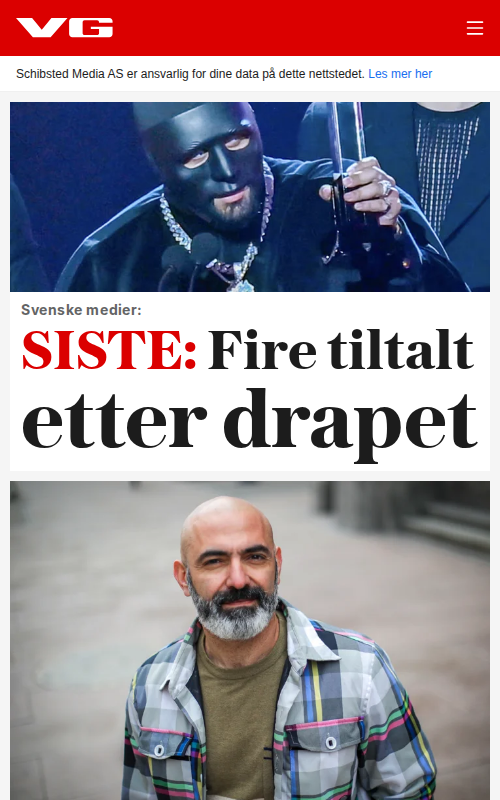 VG
Schibsted Media AS er ansvarlig for dine data på dette nettstedet. Les mer her
Svenske medier:
SISTE: Fire tiltalt
etter drapet